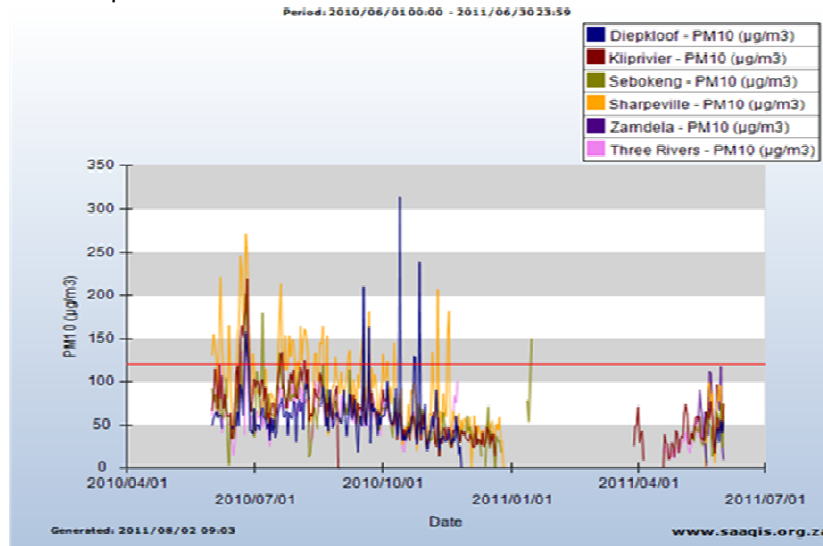 Period: 2010/06/01 00:00 - 2011/06/30 23:59
Diepkloof - PM10 (µg/m3)
Kliprivier - PM10 (µg/m3)
Sebokeng - PM10 (µg/m3)
Sharpeville - PM10 (µg/m3)
Zamdela - PM10 (µg/m3)
Three Rivers - PM10 (µg/m3)
350
300
250
200
150
100
50
0
PM10 (µg/m3)
2010/04/01
2010/07/01
2010/10/01
2011/01/01
2011/04/01
2011/07/01
Date
Generated: 2011/08/02 09:03
www.saaqis.org.za